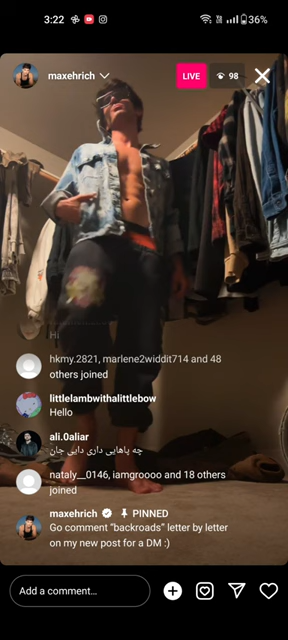 3:22
36%
maxehrich
LIVE
98
Hi
hkmy.2821, marlene2widdit714 and 48
others joined
littlelambwithalittlebow
Hello
ali.0aliar
چه پاهایی داری دایی جان
nataly__0146, iamgroooo and 18 others
joined
maxehrich PINNED
Go comment “backroads” letter by letter
on my new post for a DM :)
Add a comment…